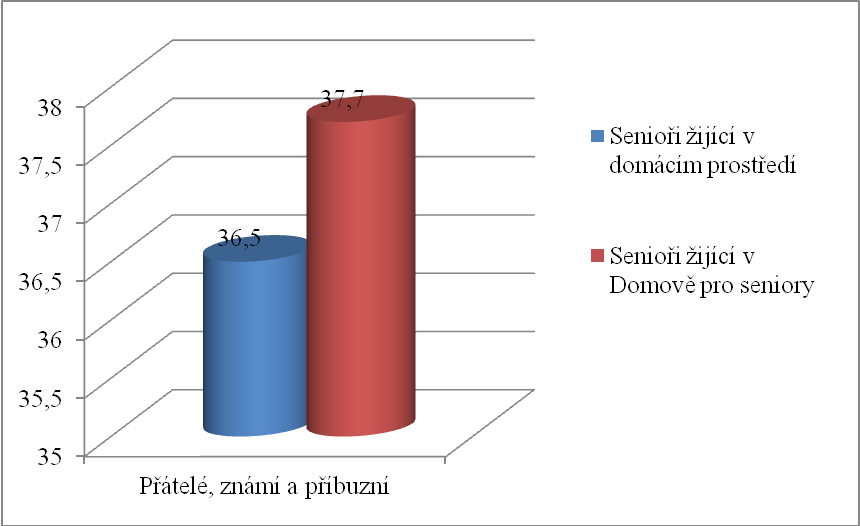 38
37,5
37
36,5
36
35,5
35
37,7
36,5
Přátelé, známí a příbuzní
Senioři žijící v
domácím prostředí
Senioři žijící v
Domově pro seniory